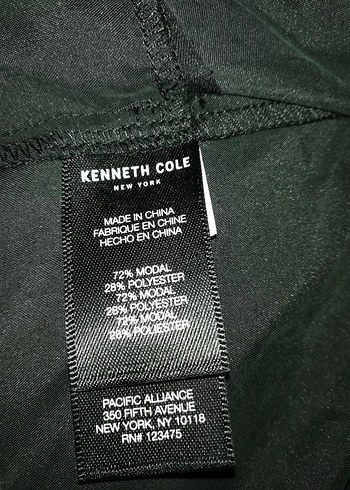 KENNETH COLE
NEW YORK
MADE IN CHINA
FABRIQUE EN CHINE
HECHO EN CHINA
72% MODAL
28% POLYESTER
72% MODAL
28% POLYESTER
72% MODAL
28% POLIESTER
PACIFIC ALLIANCE
350 FIFTH AVENUE
NEW YORK, NY 10118
RN# 123475